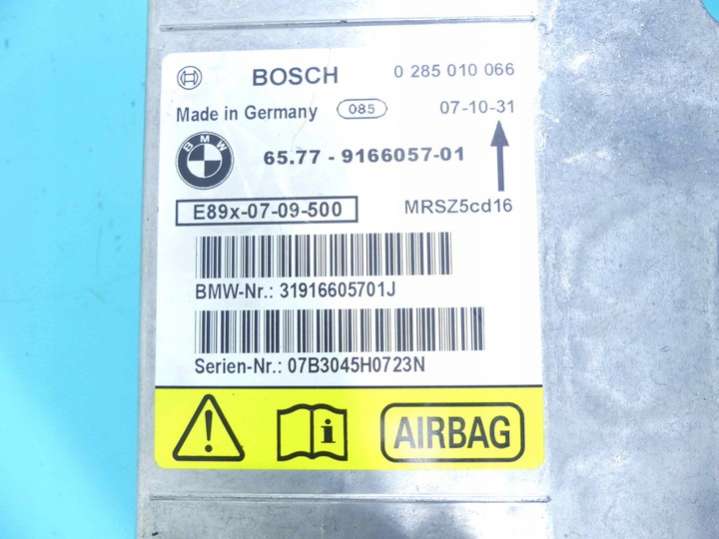 BOSCH 0 285 010 066
Made in Germany 085 07-10-31
BMW 65.77 - 9166057-01
E89x-07-09-500 MRSZ5cd16
BMW-Nr.: 31916605701J
Serien-Nr.: 07B3045H0723N
! i AIRBAG